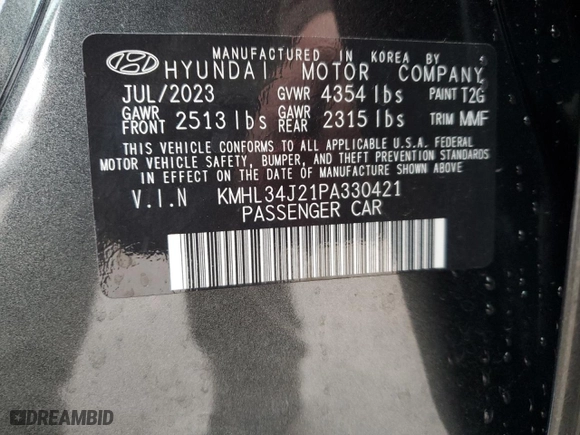 MANUFACTURED IN KOREA BY
HYUNDAI MOTOR COMPANY
JUL/2023 GVWR 4354 lbs PAINT T2G
GAWR FRONT 2513 lbs GAWR REAR 2315 lbs TRIM MMF
THIS VEHICLE CONFORMS TO ALL APPLICABLE U.S.A. FEDERAL
MOTOR VEHICLE SAFETY, BUMPER, AND THEFT PREVENTION STANDARDS
IN EFFECT ON THE DATE OF MANUFACTURE SHOWN ABOVE
V.I.N KMHL34J21PA330421
PASSENGER CAR
DREAMBID